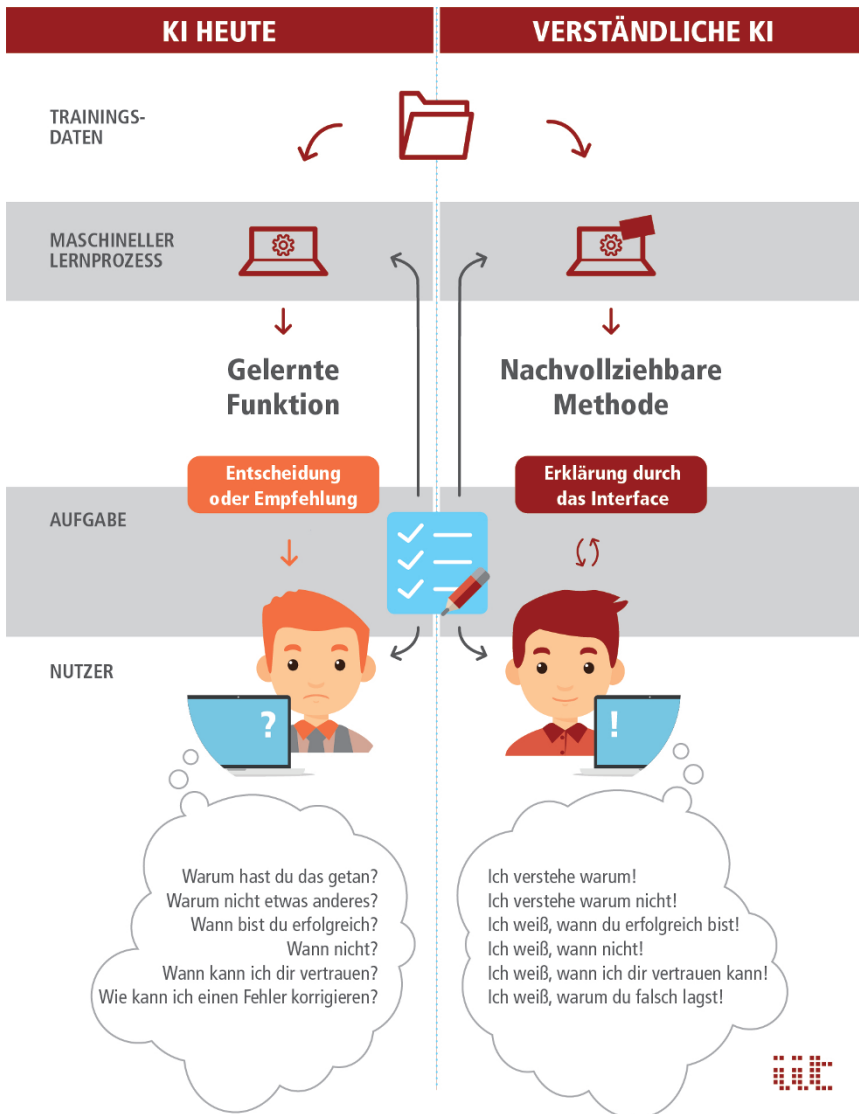 KI HEUTE
VERSTÄNDLICHE KI
TRAININGS-
DATEN
MASCHINELLER
LERNPROZESS
Gelernte
Funktion
Nachvollziehbare
Methode
Entscheidung
oder Empfehlung
Erklärung durch
das Interface
AUFGABE
NUTZER
?
!
Warum hast du das getan?
Warum nicht etwas anderes?
Wann bist du erfolgreich?
Wann nicht?
Wann kann ich dir vertrauen?
Wie kann ich einen Fehler korrigieren?
Ich verstehe warum!
Ich verstehe warum nicht!
Ich weiß, wann du erfolgreich bist!
Ich weiß, wann nicht!
Ich weiß, wann ich dir vertrauen kann!
Ich weiß, warum du falsch lagst!